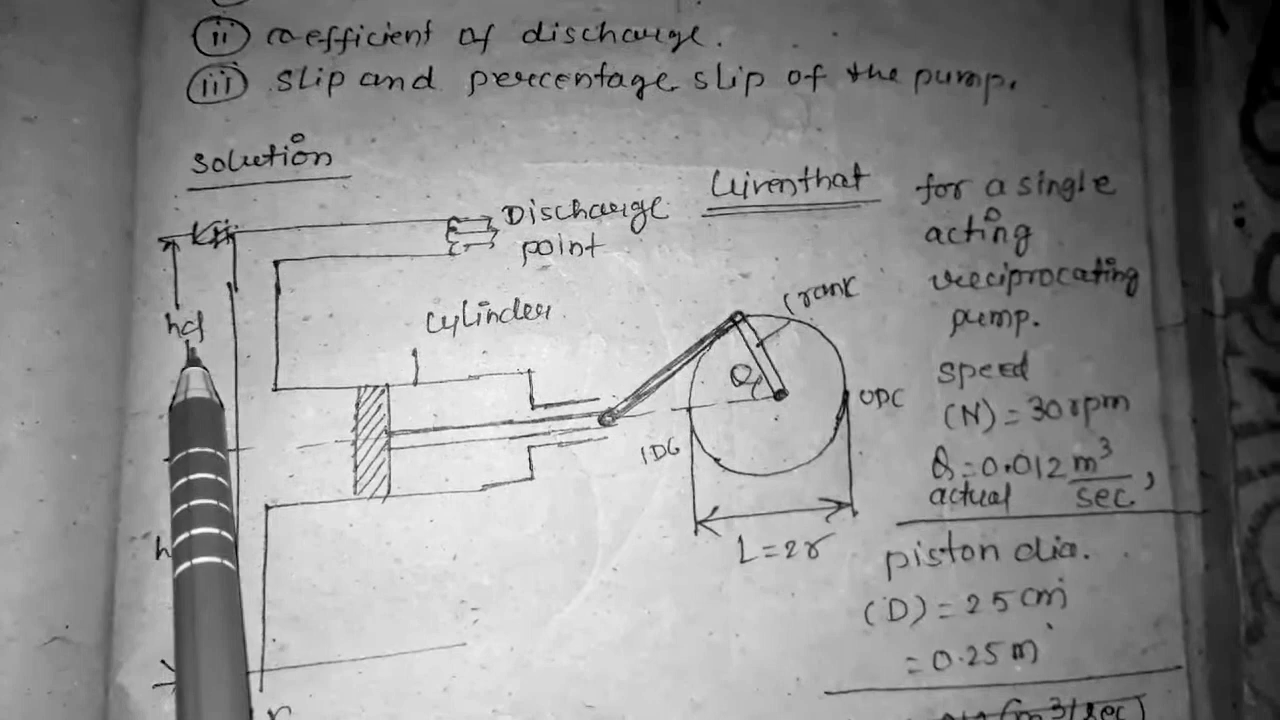 (ii) coefficient of discharge.
(iii) slip and percentage slip of the pump.
solution
Given that
for a single
acting
reciprocating
pump.
speed
(N) = 30 rpm
Q = 0.012 m³
actual sec,
piston dia.
(D) = 25 cm
= 0.25 m
Discharge
point
cylinder
crank
hd
θ
ODC
IDC
L = 2r
h